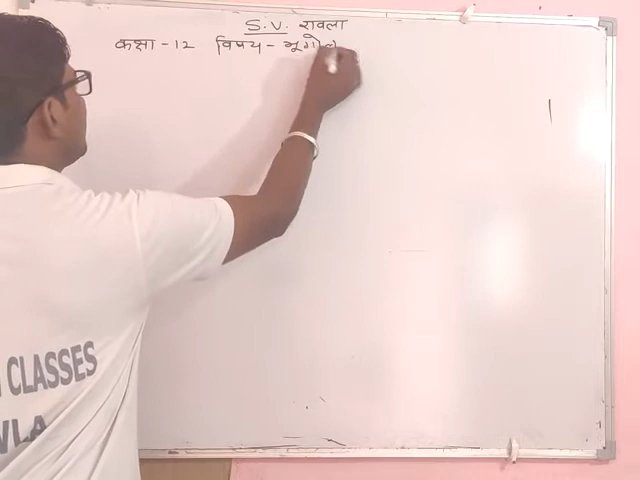 S.V. रावला
कक्षा - 12 विषय - भूगोल
CLASSES